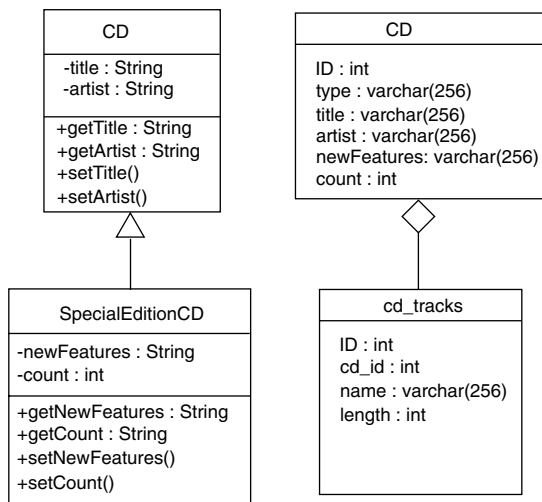 CD
-title : String
-artist : String
+getTitle : String
+getArtist : String
+setTitle()
+setArtist()
SpecialEditionCD
-newFeatures : String
-count : int
+getNewFeatures : String
+getCount : String
+setNewFeatures()
+setCount()
CD
ID : int
type : varchar(256)
title : varchar(256)
artist : varchar(256)
newFeatures: varchar(256)
count : int
cd_tracks
ID : int
cd_id : int
name : varchar(256)
length : int